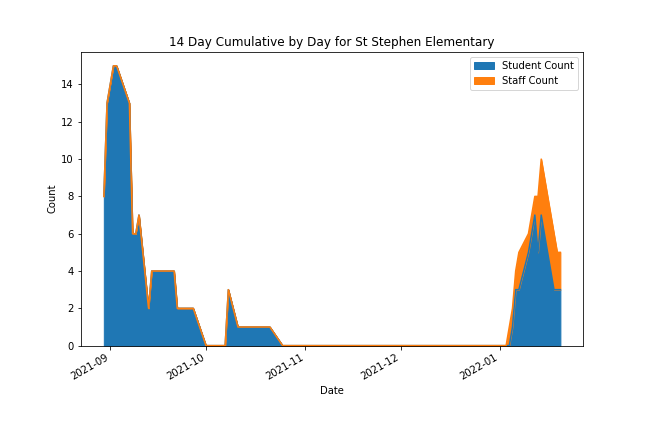 14 Day Cumulative by Day for St Stephen Elementary
Student Count
Staff Count
14
12
10
8
6
4
2
0
Count
2021-09
2021-10
2021-11
2021-12
2022-01
Date